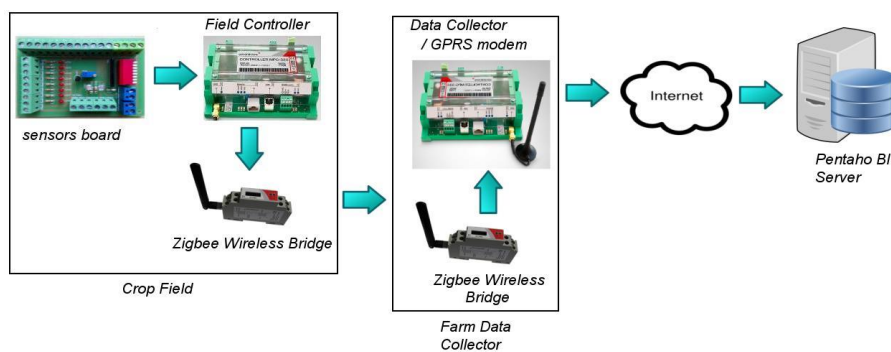 Field Controller
sensors board
Zigbee Wireless Bridge
Crop Field
Data Collector
/ GPRS modem
Zigbee Wireless
Bridge
Farm Data
Collector
Internet
Pentaho BI
Server